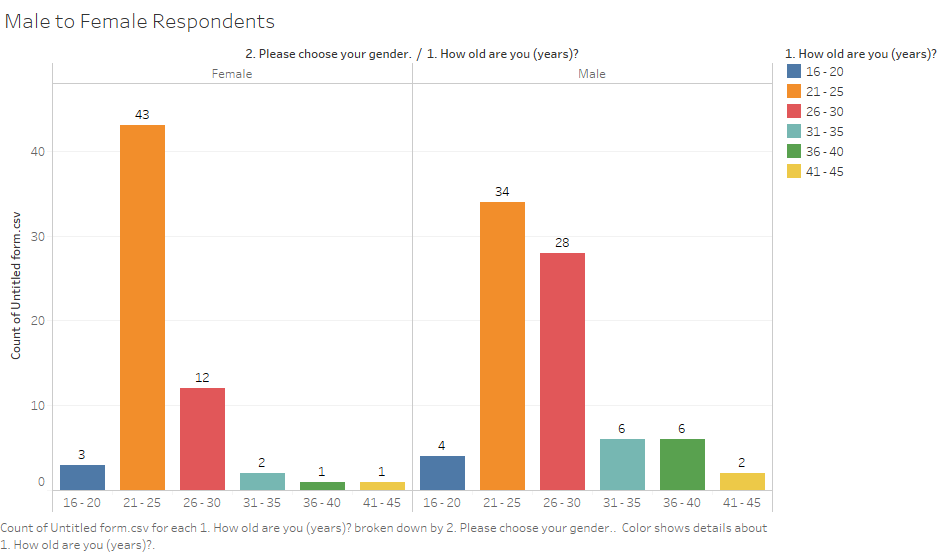 Male to Female Respondents
2. Please choose your gender. / 1. How old are you (years)?
Female
Male
1. How old are you (years)?
16 - 20
21 - 25
26 - 30
31 - 35
36 - 40
41 - 45
Count of Untitled form.csv
40
30
20
10
0
3
43
12
2
1
1
4
34
28
6
6
2
16 - 20 21 - 25 26 - 30 31 - 35 36 - 40 41 - 45 16 - 20 21 - 25 26 - 30 31 - 35 36 - 40 41 - 45
Count of Untitled form.csv for each 1. How old are you (years)? broken down by 2. Please choose your gender.. Color shows details about
1. How old are you (years)?.